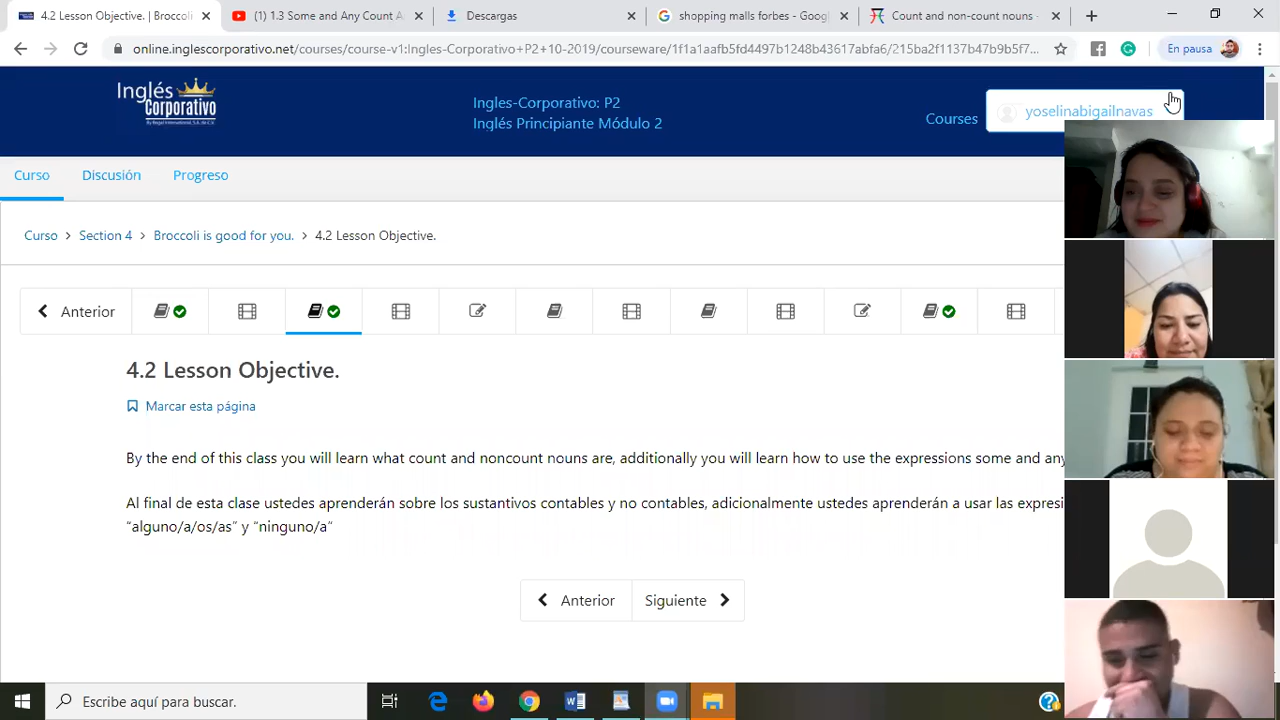 4.2 Lesson Objective. | Broccoli
(1) 1.3 Some and Any Count A
Descargas
shopping malls forbes - Goog
Count and non-count nouns -
online.inglescorporativo.net/courses/course-v1:Ingles-Corporativo+P2+10-2019/courseware/1f1a1aafb5fd4497b1248b43617abfa6/215ba2f1137b47b9b5f7...
En pausa
Inglés
Corporativo
Ingles-Corporativo: P2
Inglés Principiante Módulo 2
Courses
yoselinabigailnavas
Curso
Discusión
Progreso
Curso > Section 4 > Broccoli is good for you. > 4.2 Lesson Objective.
Anterior
4.2 Lesson Objective.
Marcar esta página
By the end of this class you will learn what count and noncount nouns are, additionally you will learn how to use the expressions some and any
Al final de esta clase ustedes aprenderán sobre los sustantivos contables y no contables, adicionalmente ustedes aprenderán a usar las expresi
"alguno/a/os/as" y "ninguno/a"
Anterior
Siguiente
Escribe aquí para buscar.